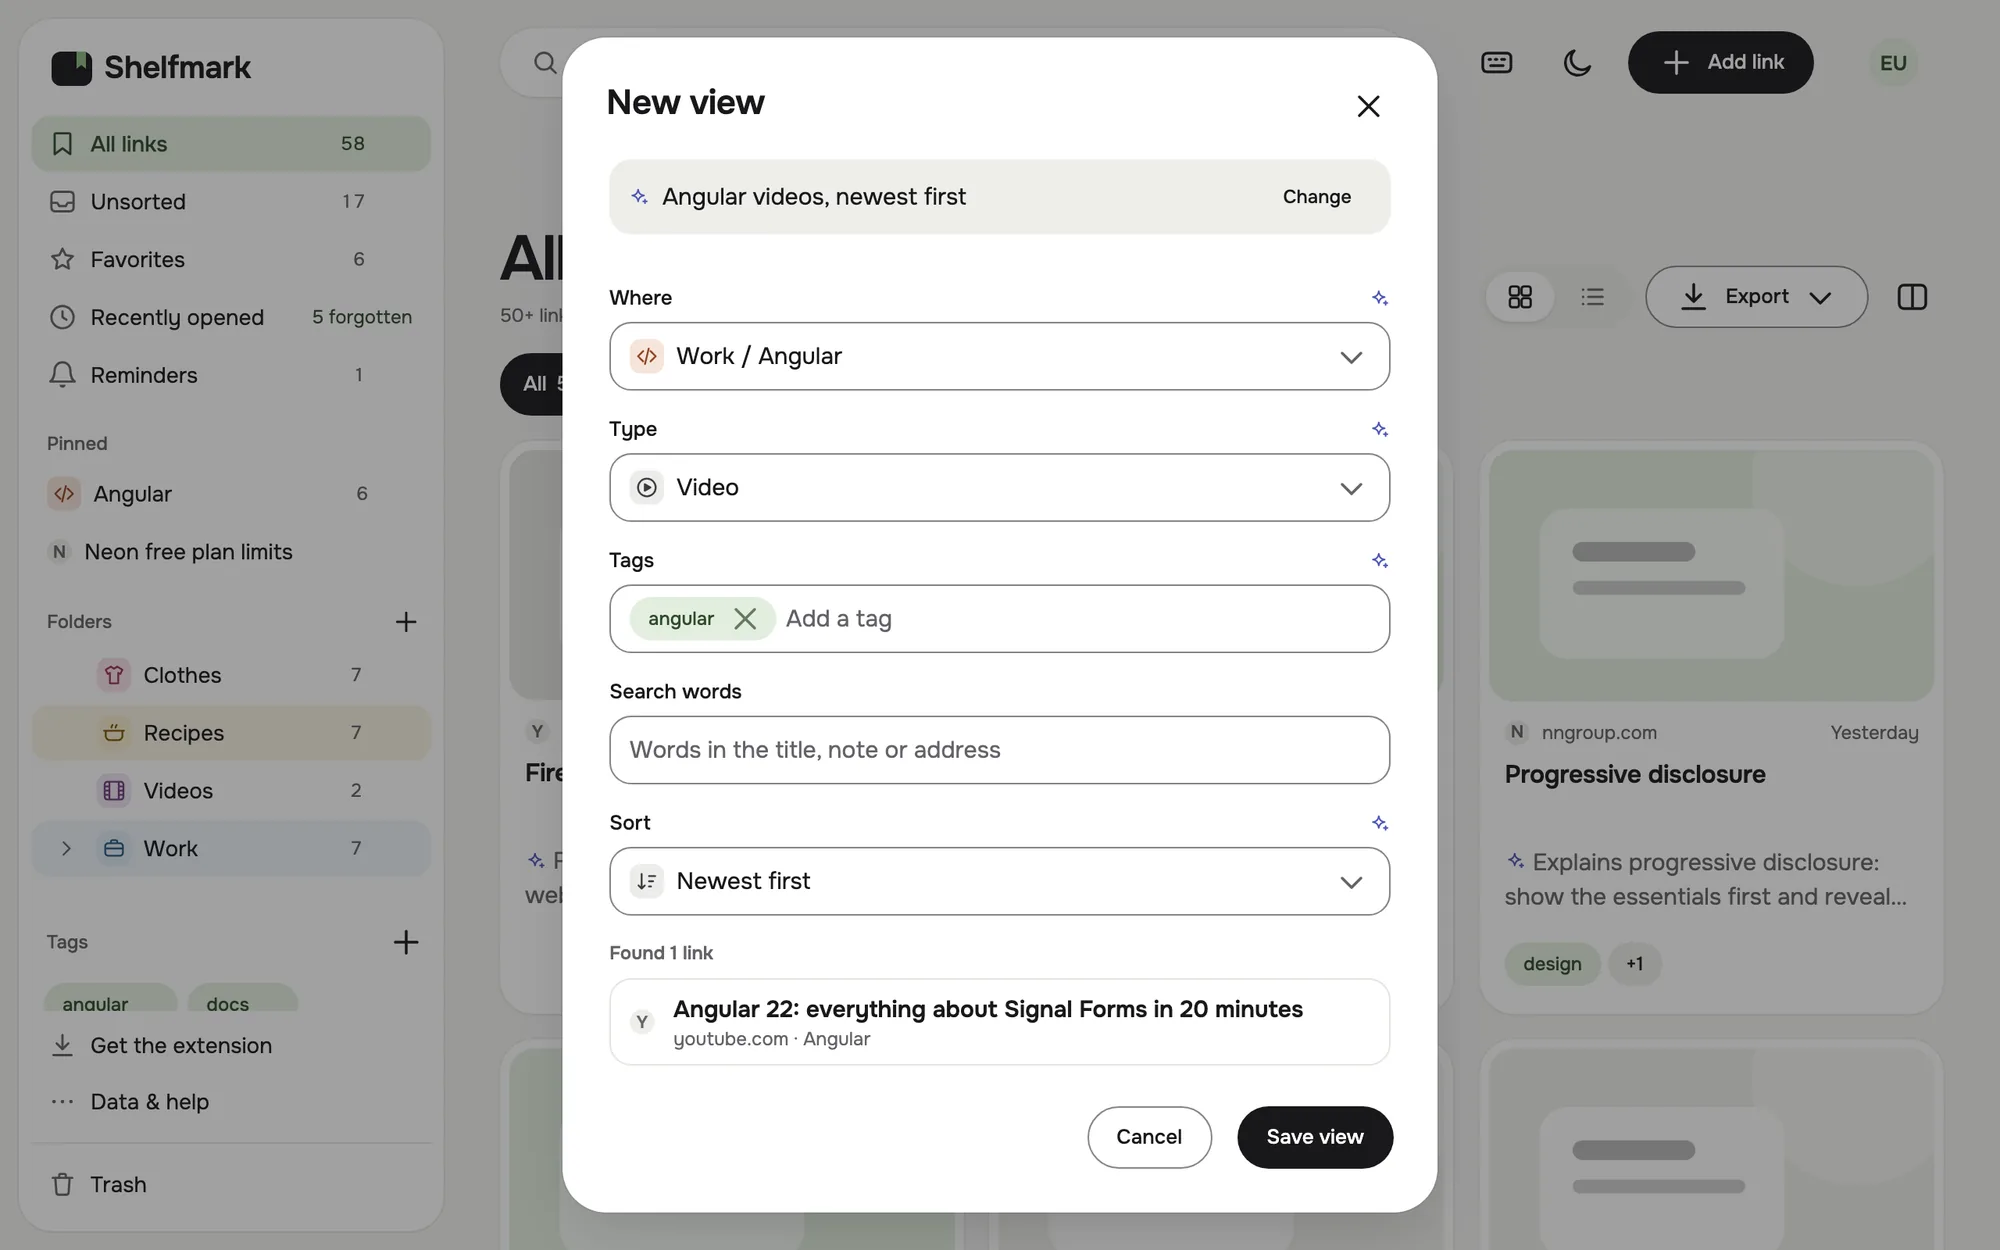 Shelfmark
All links 58
Unsorted 17
Favorites 6
Recently opened 5 forgotten
Reminders 1
Pinned
Angular 6
N Neon free plan limits
Folders
Clothes 7
Recipes 7
Videos 2
Work 7
Tags
angular docs
Get the extension
Data & help
Trash
Add link
EU
All
50+
All
Export
Y
N nngroup.com Yesterday
Progressive disclosure
Explains progressive disclosure:
show the essentials first and reveal...
design +1
New view
Angular videos, newest first Change
Where
Work / Angular
Type
Video
Tags
angular Add a tag
Search words
Words in the title, note or address
Sort
Newest first
Found 1 link
Y Angular 22: everything about Signal Forms in 20 minutes
youtube.com · Angular
Cancel Save view